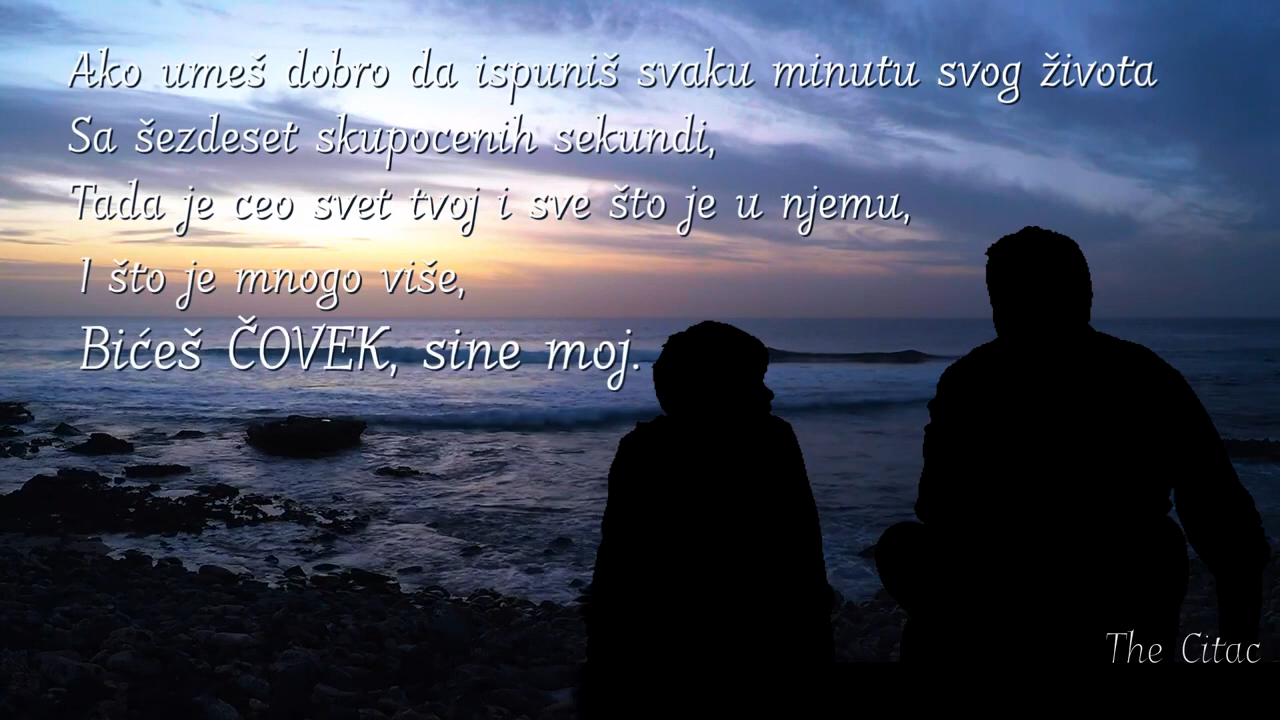 Ako umeš dobro da ispuniš svaku minutu svog života
Sa šezdeset skupocenih sekundi,
Tada je ceo svet tvoj i sve što je u njemu,
I što je mnogo više,
Bićeš ČOVEK, sine moj.
The Citac